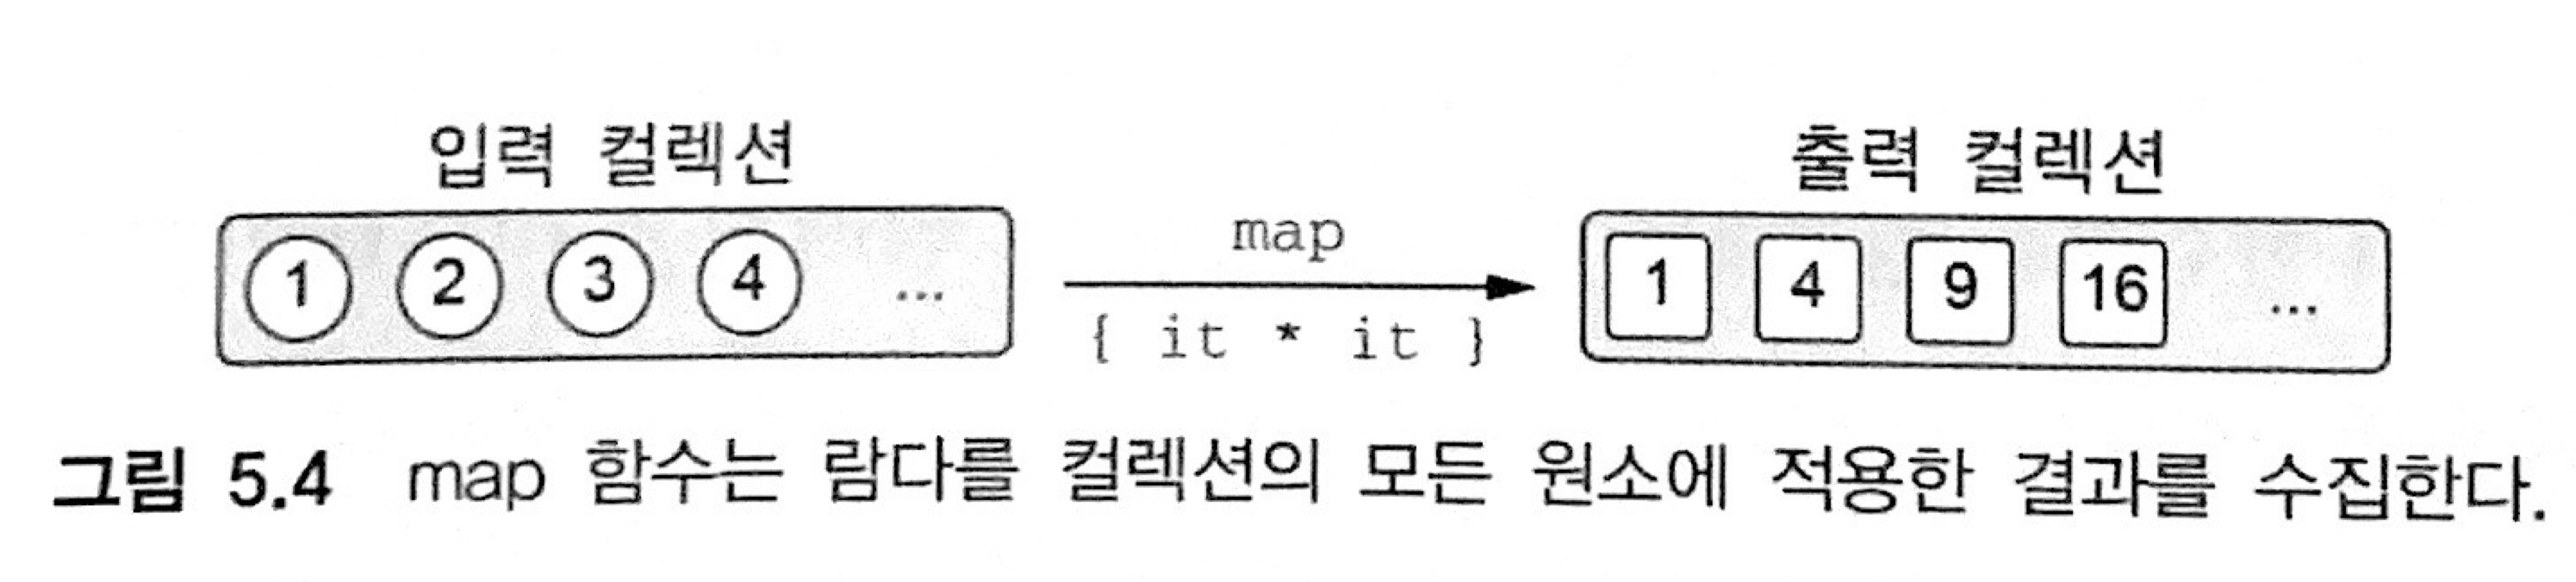 입력 컬렉션
출력 컬렉션
map
1 2 3 4 ...
{ it * it }
1 4 9 16 ...
그림 5.4 map 함수는 람다를 컬렉션의 모든 원소에 적용한 결과를 수집한다.